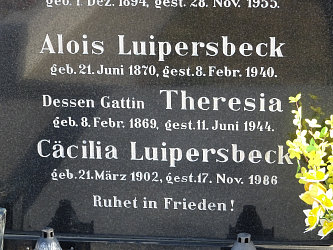 geb. 1. Dez. 1894, gest. 28. Nov. 1955.
Alois Luipersbeck
geb. 21. Juni 1870, gest. 8. Febr. 1940.
Dessen Gattin Theresia
geb. 8. Febr. 1869, gest. 11. Juni 1944.
Cäcilia Luipersbeck
geb. 21. März 1902, gest. 17. Nov. 1986
Ruhet in Frieden!